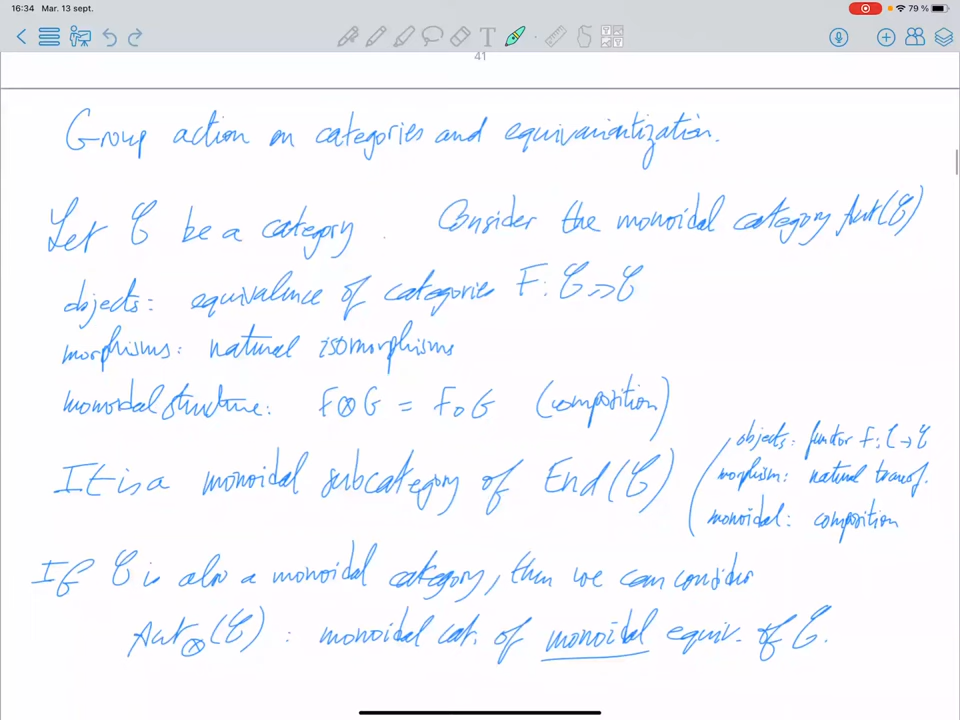 16:34 Mar. 13 sept. 79 %
41
Group action on categories and equivariantization.
Let C be a category. Consider the monoidal category Aut(C)
objects: equivalence of categories F: C → C
morphisms: natural isomorphisms
monoidal structure: F⊗G = F∘G (composition)
It is a monoidal subcategory of End(C)
objects: functor F: C → C
morphism: natural transf.
monoidal: composition
If C is also a monoidal category, then we can consider
Aut⊗(C): monoidal cat. of monoidal equiv. of C.